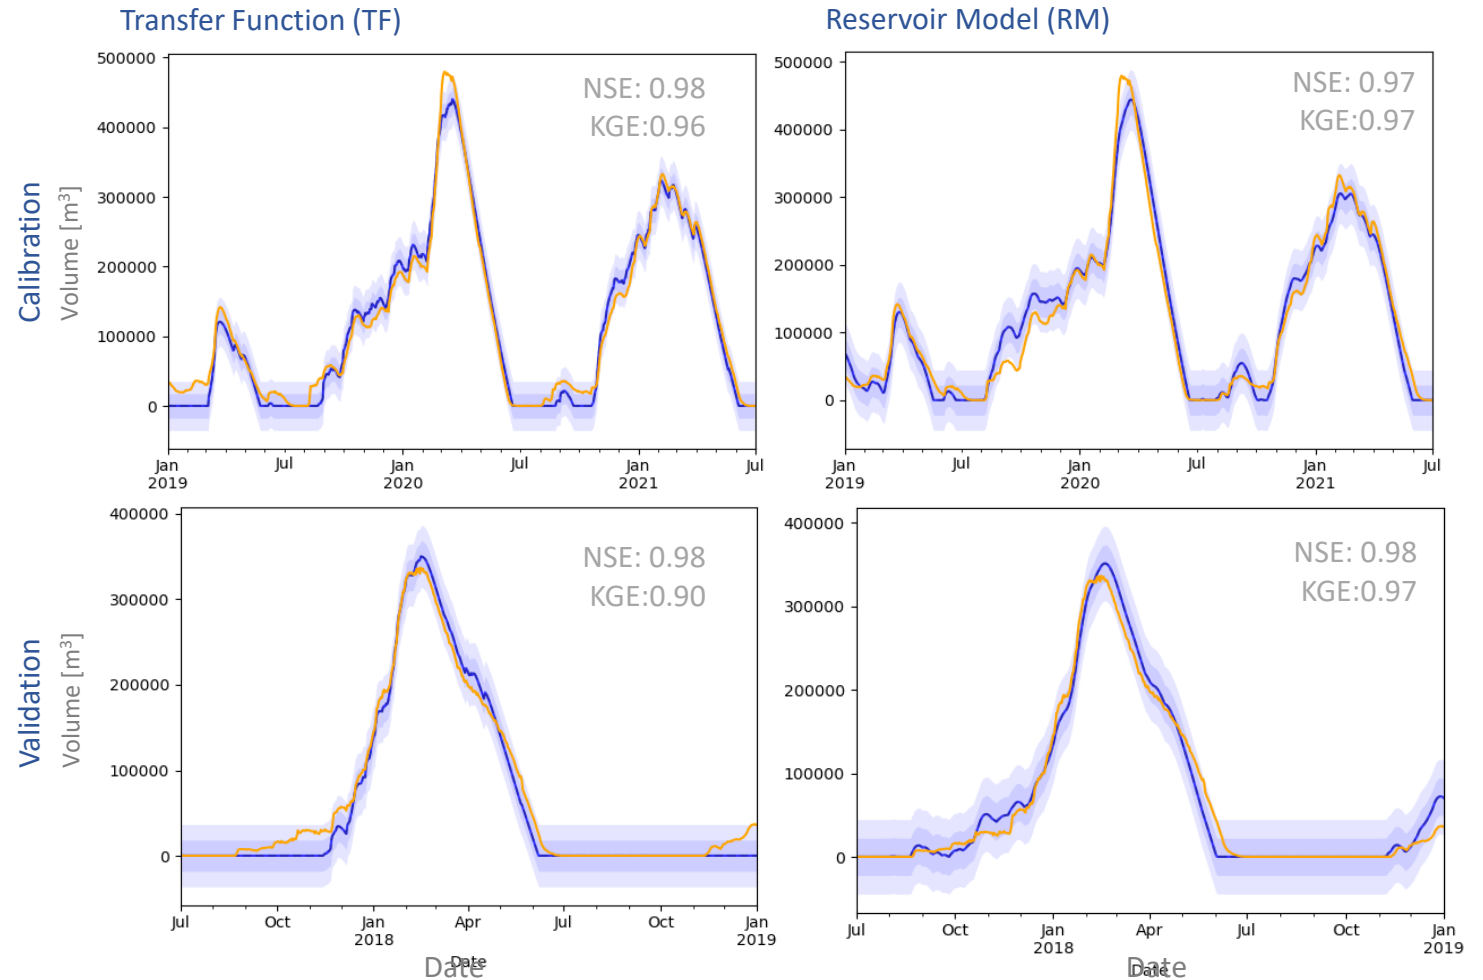 Transfer Function (TF)
Reservoir Model (RM)
Calibration
Volume [m³]
500000
400000
300000
200000
100000
0
NSE: 0.98
KGE:0.96
Jan
2019
Jul
Jan
2020
Jul
Jan
2021
Jul
500000
400000
300000
200000
100000
0
NSE: 0.97
KGE:0.97
Jan
2019
Jul
Jan
2020
Jul
Jan
2021
Jul
Validation
Volume [m³]
400000
300000
200000
100000
0
NSE: 0.98
KGE:0.90
Jul
Oct
Jan
2018
Apr
Jul
Oct
Jan
2019
Date
Date
400000
300000
200000
100000
0
NSE: 0.98
KGE:0.97
Jul
Oct
Jan
2018
Apr
Jul
Oct
Jan
2019
Date
Date